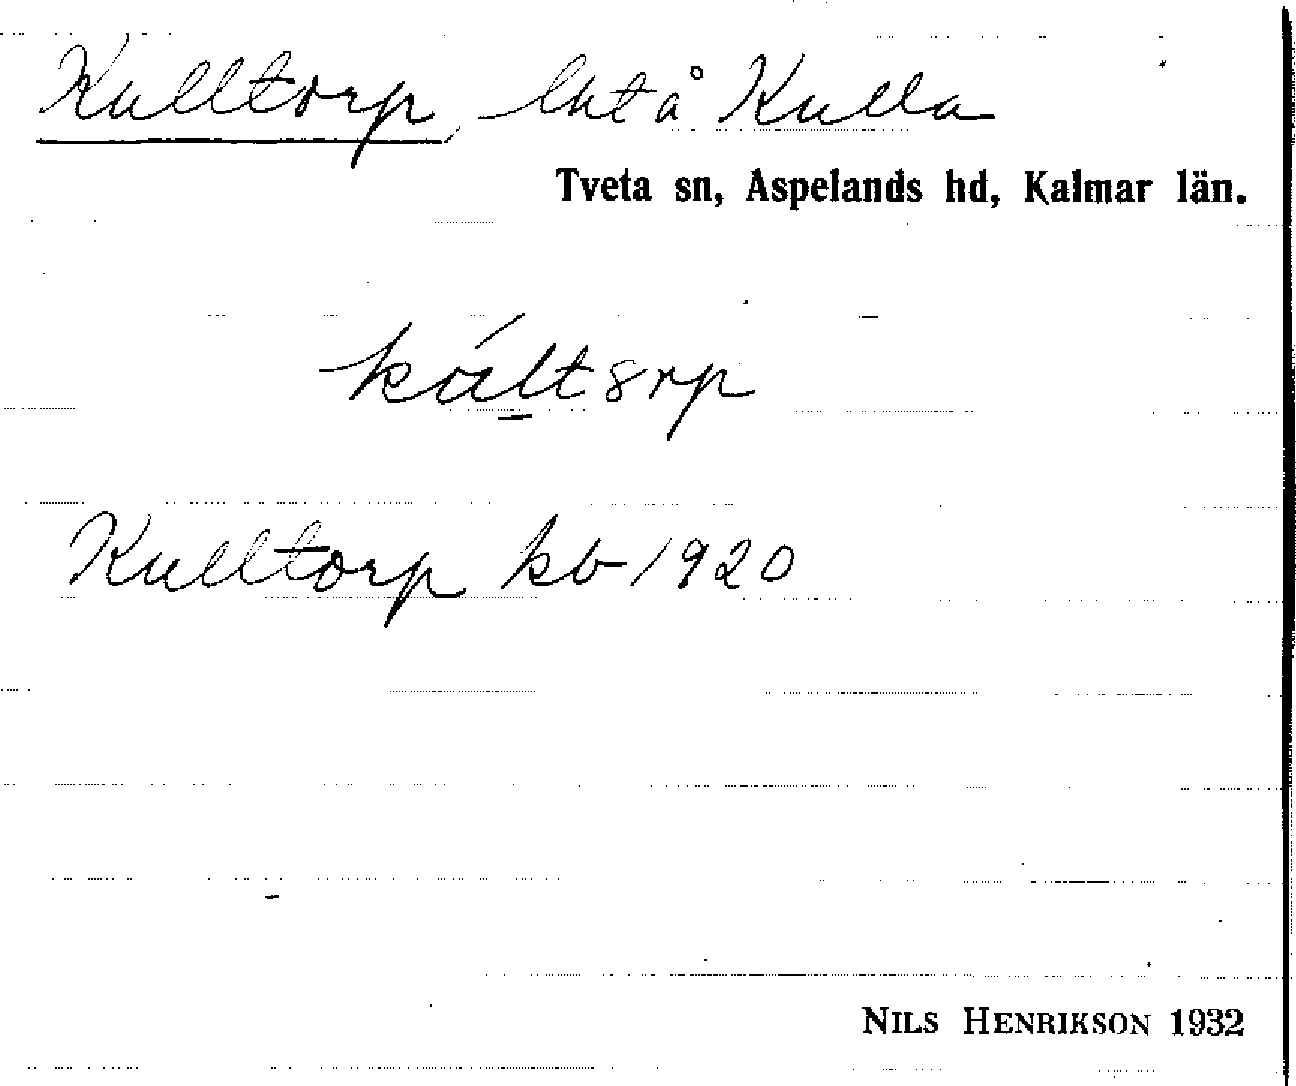 Kulltorp, lht å Kulla
Tveta sn, Aspelands hd, Kalmar län.
kúltorp
Kulltorp kb 1920
NILS HENRIKSON 1932